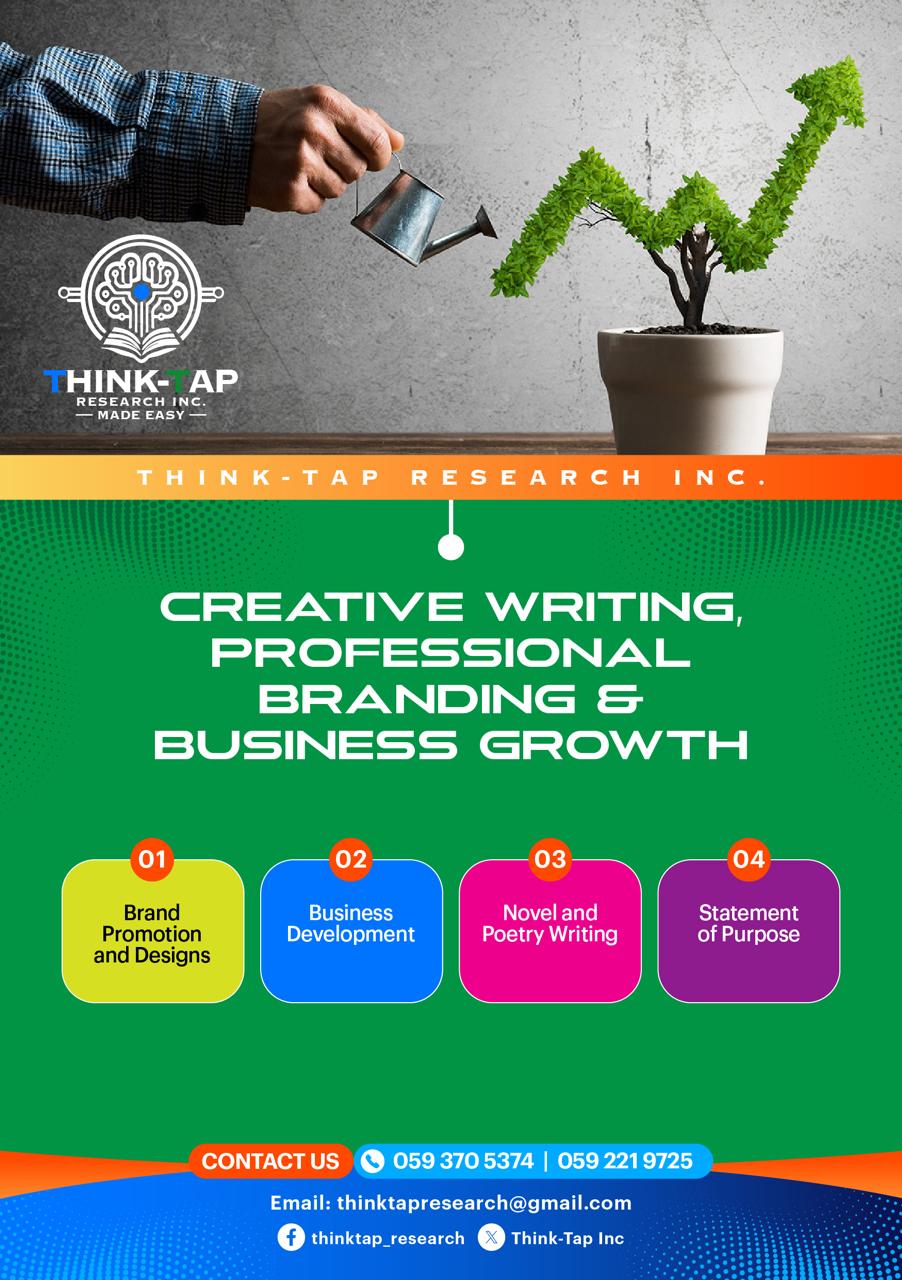 THINK-TAP
RESEARCH INC.
MADE EASY
THINK-TAP RESEARCH INC.
CREATIVE WRITING,
PROFESSIONAL
BRANDING &
BUSINESS GROWTH
01
Brand
Promotion
and Designs
02
Business
Development
03
Novel and
Poetry Writing
04
Statement
of Purpose
CONTACT US 059 370 5374 | 059 221 9725
Email: thinktapresearch@gmail.com
thinktap_research Think-Tap Inc